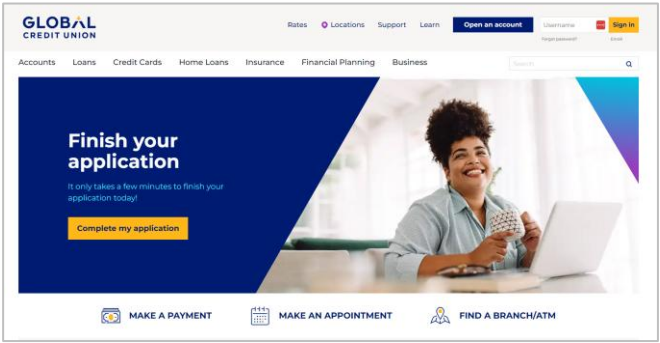 GLOBAL
CREDIT UNION
Rates Locations Support Learn Open an account Username Sign in
Forgot password? Enroll
Accounts Loans Credit Cards Home Loans Insurance Financial Planning Business Search
Finish your
application
It only takes a few minutes to finish your
application today!
Complete my application
MAKE A PAYMENT MAKE AN APPOINTMENT FIND A BRANCH/ATM